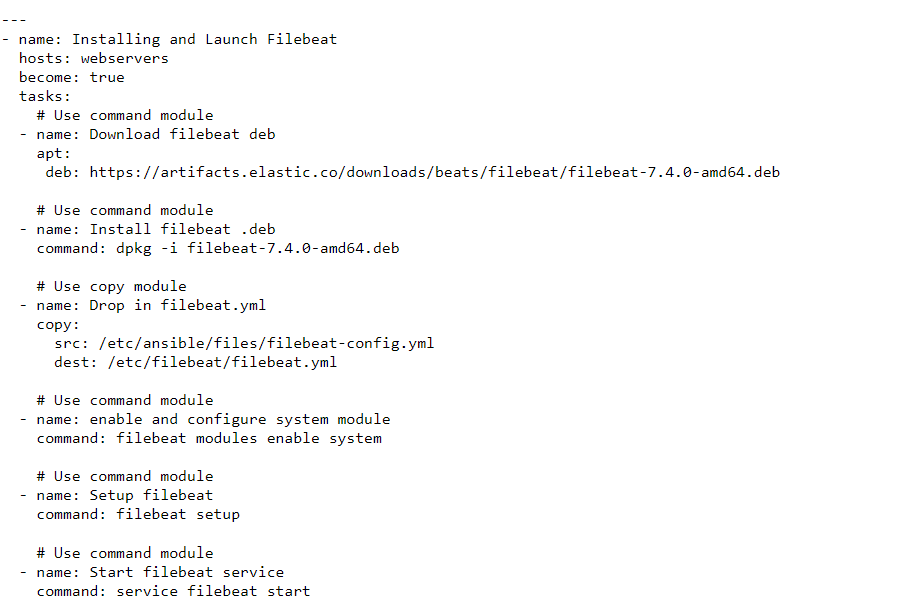 ---
- name: Installing and Launch Filebeat
  hosts: webservers
  become: true
  tasks:
    # Use command module
  - name: Download filebeat deb
    apt:
     deb: https://artifacts.elastic.co/downloads/beats/filebeat/filebeat-7.4.0-amd64.deb

    # Use command module
  - name: Install filebeat .deb
    command: dpkg -i filebeat-7.4.0-amd64.deb

    # Use copy module
  - name: Drop in filebeat.yml
    copy:
      src: /etc/ansible/files/filebeat-config.yml
      dest: /etc/filebeat/filebeat.yml

    # Use command module
  - name: enable and configure system module
    command: filebeat modules enable system

    # Use command module
  - name: Setup filebeat
    command: filebeat setup

    # Use command module
  - name: Start filebeat service
    command: service filebeat start